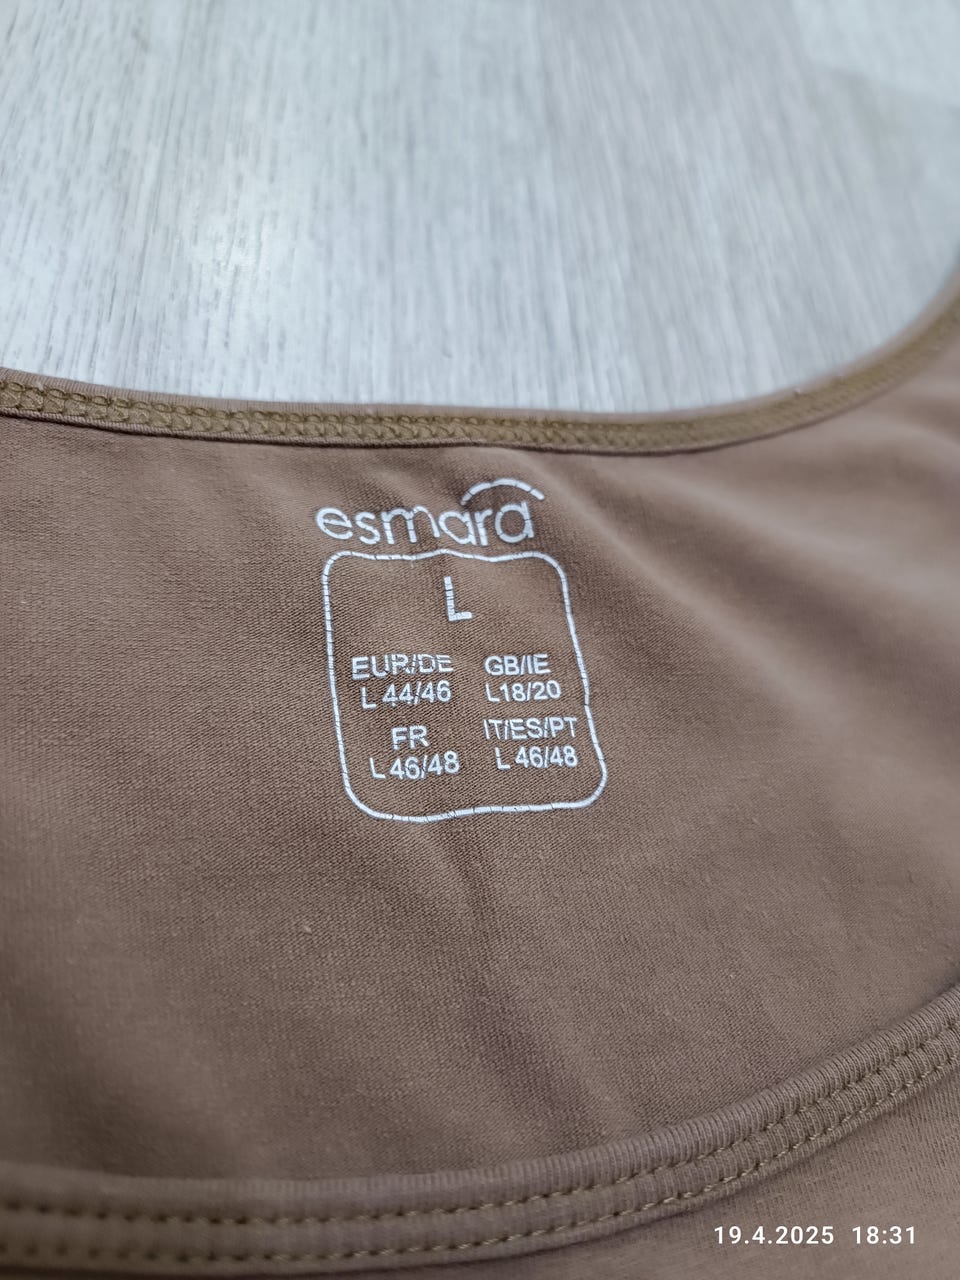 esmara
L
EUR/DE GB/IE
L 44/46 L18/20
FR IT/ES/PT
L 46/48 L 46/48
19.4.2025 18:31